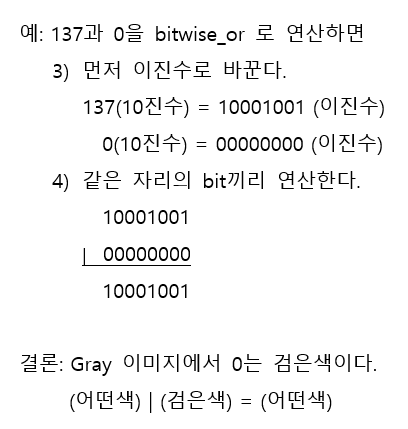 예: 137과 0을 bitwise_or 로 연산하면
3) 먼저 이진수로 바꾼다.
137(10진수) = 10001001 (이진수)
0(10진수) = 00000000 (이진수)
4) 같은 자리의 bit끼리 연산한다.
10001001
| 00000000
10001001
결론: Gray 이미지에서 0는 검은색이다.
(어떤색) | (검은색) = (어떤색)